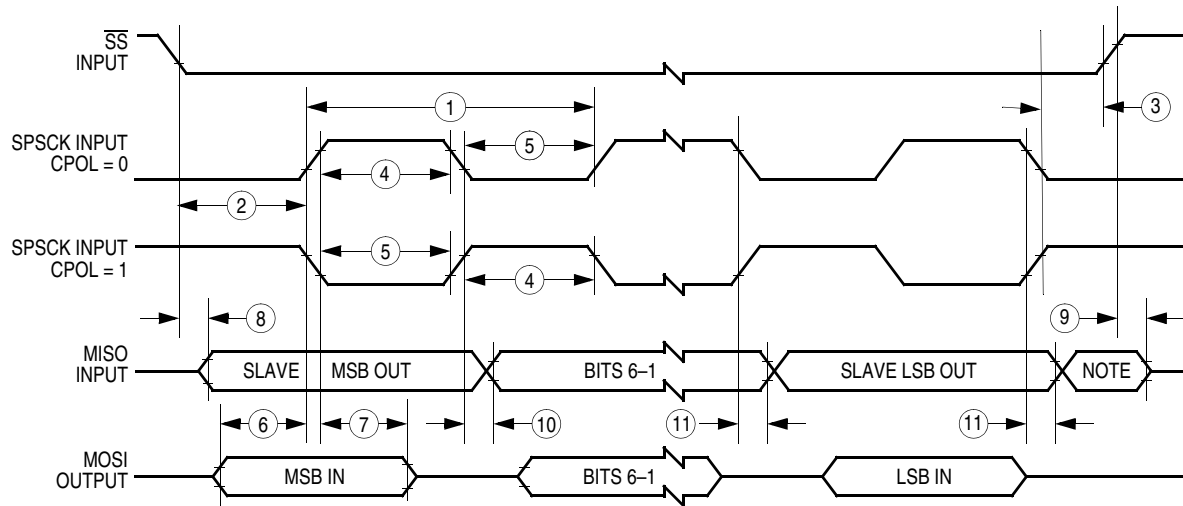 SS
INPUT
1
3
SPSCK INPUT
CPOL = 0
5
4
2
SPSCK INPUT
CPOL = 1
5
4
8
9
MISO
INPUT
SLAVE MSB OUT
BITS 6–1
SLAVE LSB OUT
NOTE
6
7
10
11
11
MOSI
OUTPUT
MSB IN
BITS 6–1
LSB IN